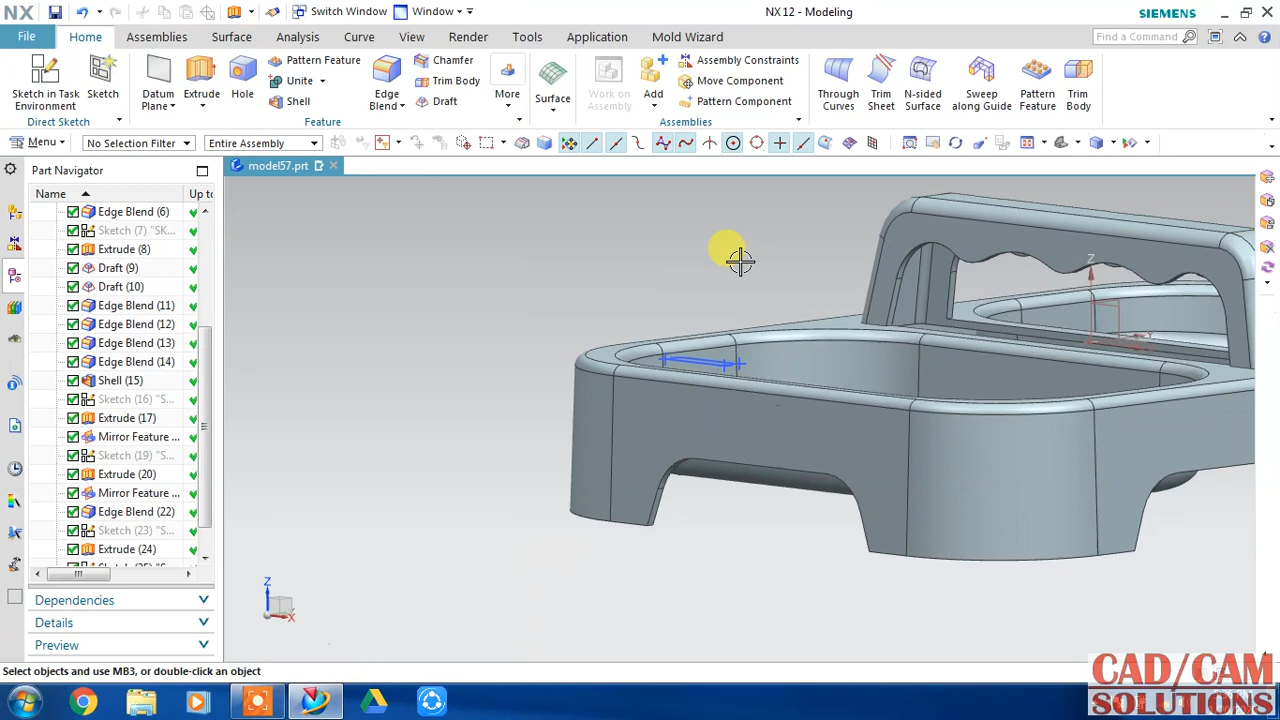 NX
Switch Window
Window
NX 12 - Modeling
SIEMENS
File
Home
Assemblies
Surface
Analysis
Curve
View
Render
Tools
Application
Mold Wizard
Find a Command
Sketch in Task Environment
Sketch
Direct Sketch
Datum Plane
Extrude
Hole
Pattern Feature
Unite
Shell
Edge Blend
Chamfer
Trim Body
Draft
More
Feature
Surface
Work on Assembly
Add
Assembly Constraints
Move Component
Pattern Component
Assemblies
Through Curves
Trim Sheet
N-sided Surface
Sweep along Guide
Pattern Feature
Trim Body
Menu
No Selection Filter
Entire Assembly
Part Navigator
model57.prt
Name
Up to
Edge Blend (6)
Sketch (7) "SK...
Extrude (8)
Draft (9)
Draft (10)
Edge Blend (11)
Edge Blend (12)
Edge Blend (13)
Edge Blend (14)
Shell (15)
Sketch (16) "S...
Extrude (17)
Mirror Feature ...
Sketch (19) "S...
Extrude (20)
Mirror Feature ...
Edge Blend (22)
Sketch (23) "S...
Extrude (24)
Dependencies
Details
Preview
Z
Z
X
Select objects and use MB3, or double-click an object
CAD/CAM
SOLUTIONS